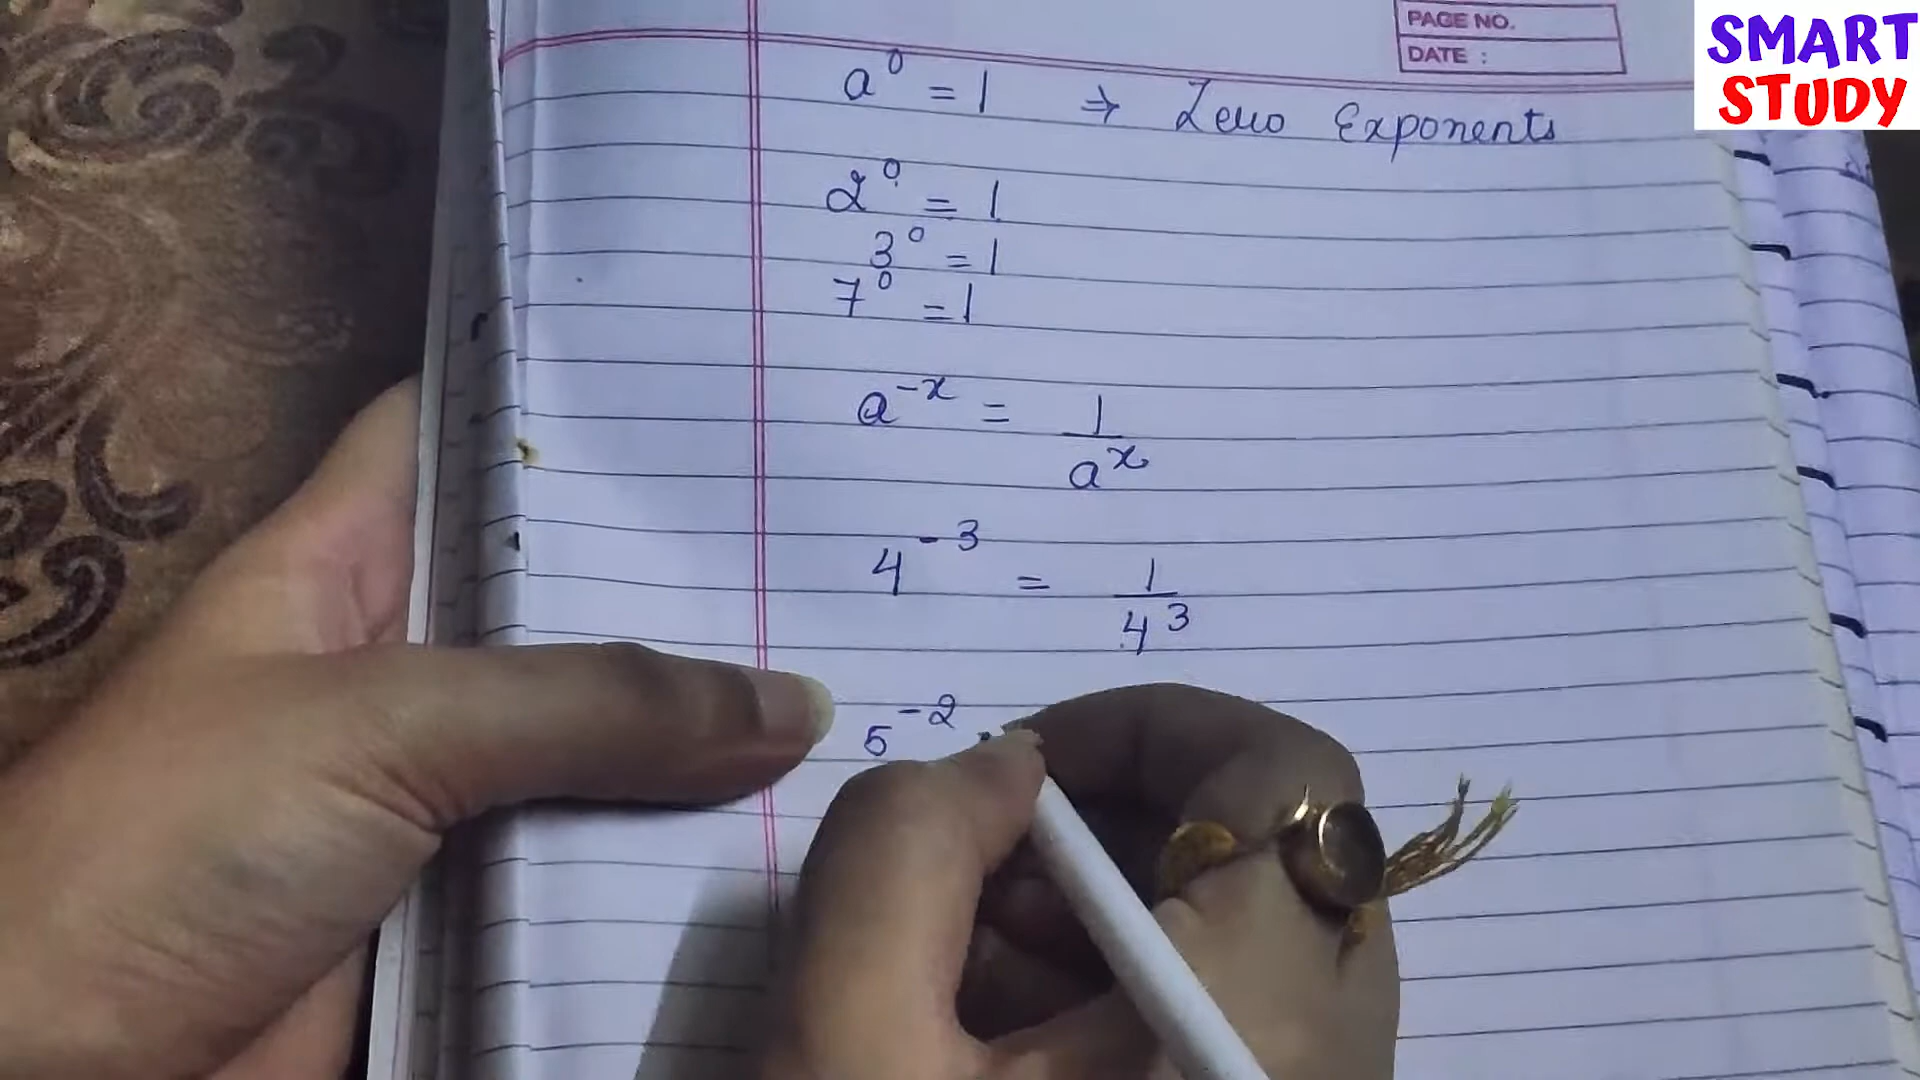 PAGE NO.
DATE :
SMART
STUDY
a⁰ = 1 ⇒ Zero Exponents
2⁰ = 1
3⁰ = 1
7⁰ = 1
a⁻ˣ = 1/aˣ
4⁻³ = 1/4³
5⁻²